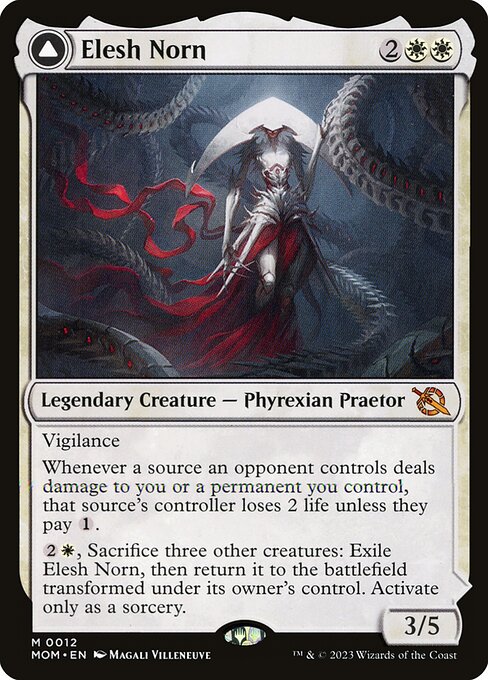 Elesh Norn 2
Legendary Creature — Phyrexian Praetor
Vigilance
Whenever a source an opponent controls deals
damage to you or a permanent you control,
that source's controller loses 2 life unless they
pay 1.
2, Sacrifice three other creatures: Exile
Elesh Norn, then return it to the battlefield
transformed under its owner's control. Activate
only as a sorcery.
3/5
M 0012
MOM • EN Magali Villeneuve
™ & © 2023 Wizards of the Coast